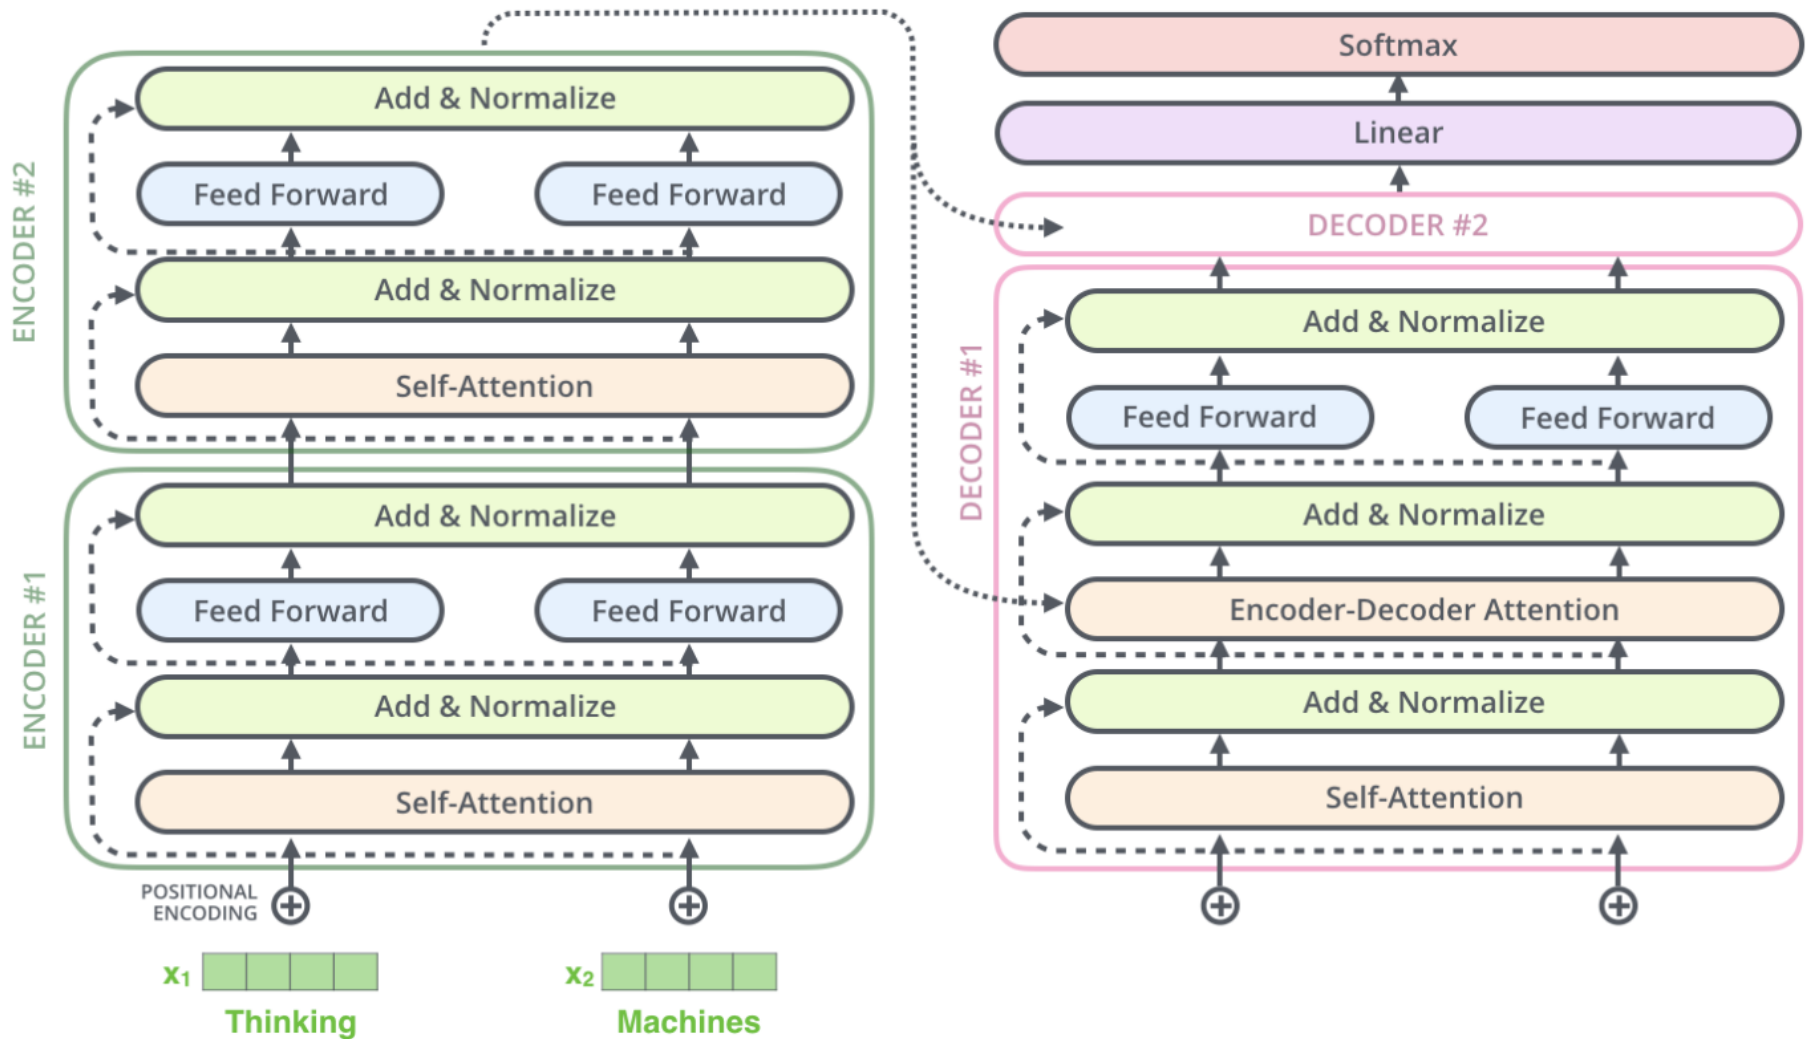 ENCODER #2
Add & Normalize
Feed Forward
Feed Forward
Add & Normalize
Self-Attention
ENCODER #1
Add & Normalize
Feed Forward
Feed Forward
Add & Normalize
Self-Attention
POSITIONAL
ENCODING
x1
x2
Thinking
Machines
Softmax
Linear
DECODER #2
DECODER #1
Add & Normalize
Feed Forward
Feed Forward
Add & Normalize
Encoder-Decoder Attention
Add & Normalize
Self-Attention